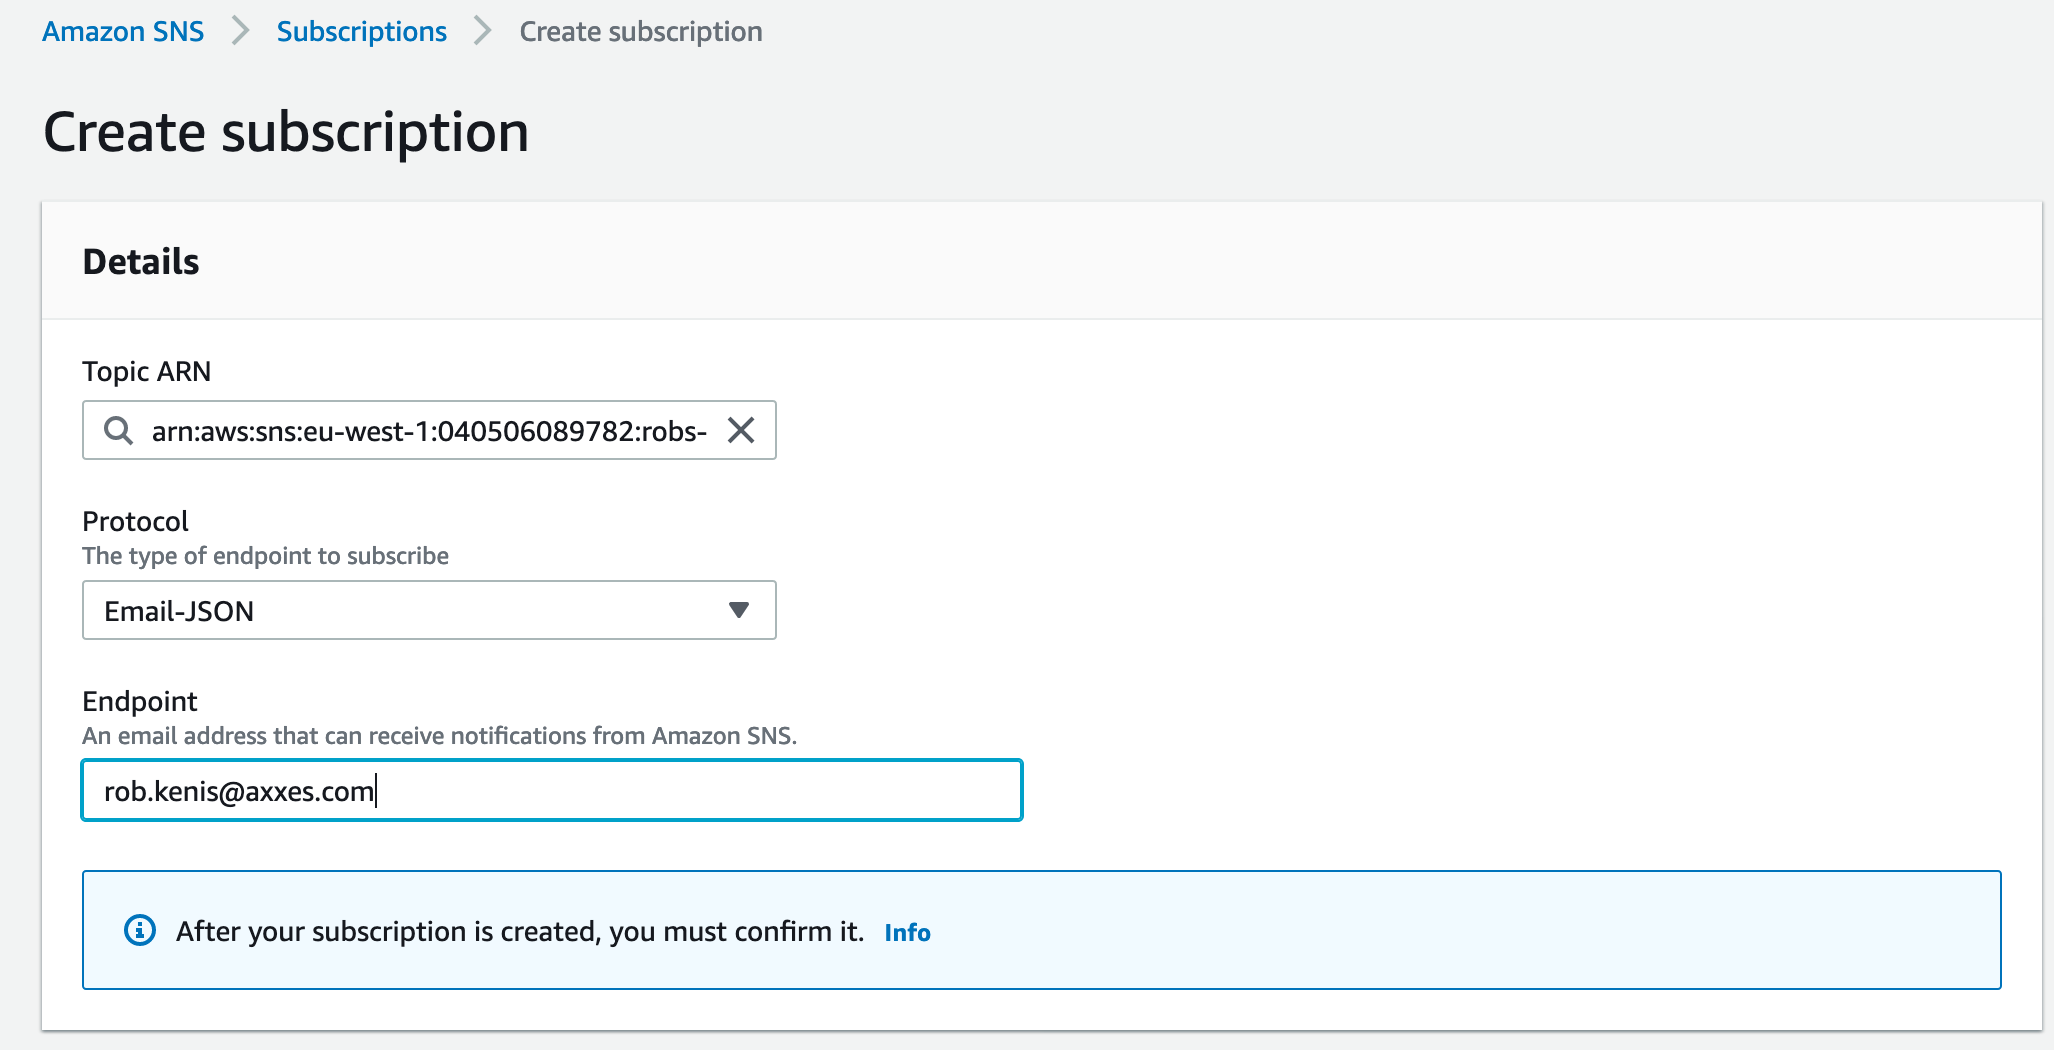 Amazon SNS > Subscriptions > Create subscription
Create subscription
Details
Topic ARN
arn:aws:sns:eu-west-1:040506089782:robs-
Protocol
The type of endpoint to subscribe
Email-JSON
Endpoint
An email address that can receive notifications from Amazon SNS.
rob.kenis@axxes.com
After your subscription is created, you must confirm it. Info